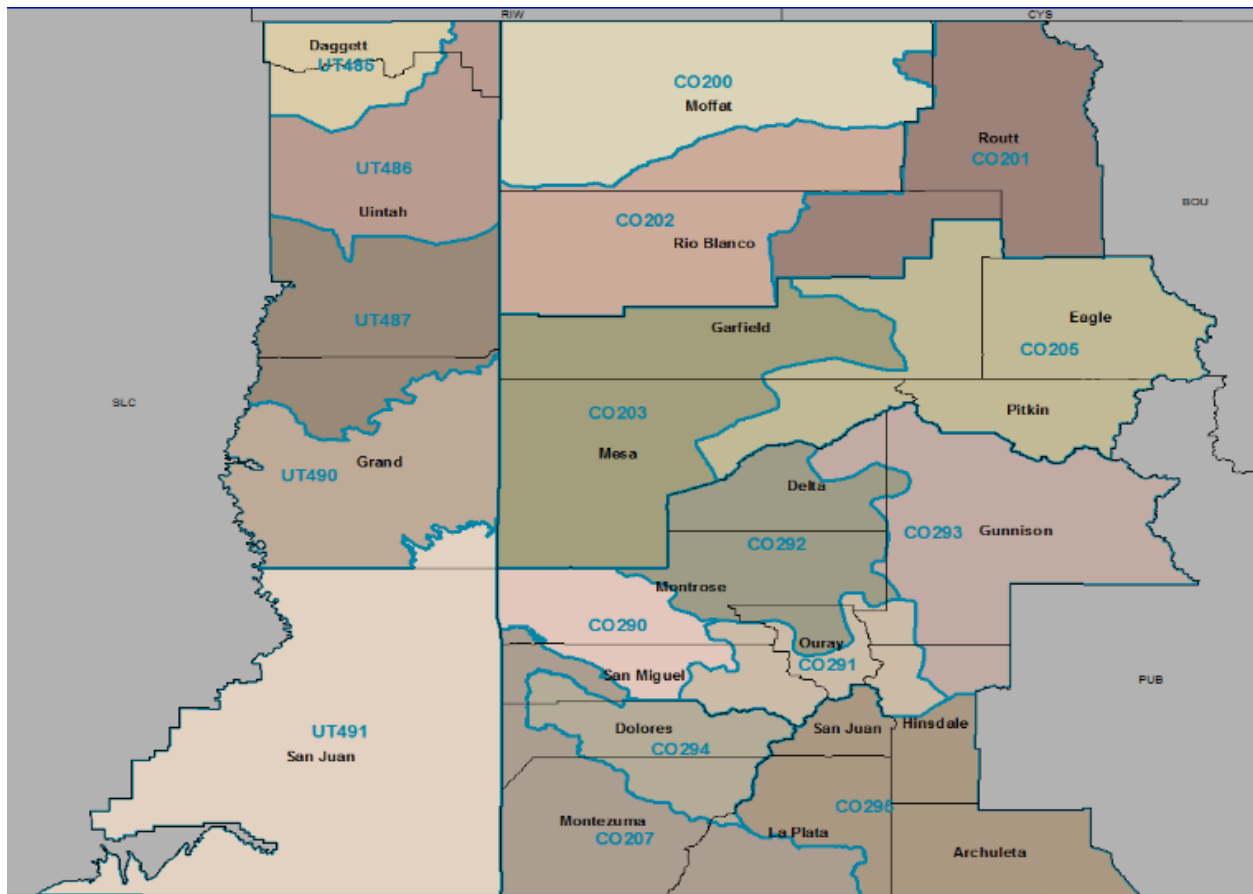 RIW
CYS
Daggett
UT485
CO200
Moffat
Routt
CO201
UT486
Uintah
BOU
CO202
Rio Blanco
UT487
Garfield
Eagle
CO205
SLC
CO203
Pitkin
Mesa
Grand
UT490
Delta
CO293
Gunnison
CO292
Montrose
CO290
Ouray
CO291
San Miguel
PUB
UT491
San Juan
Dolores
CO294
San Juan
Hinsdale
Montezuma
CO207
La Plata
CO295
Archuleta